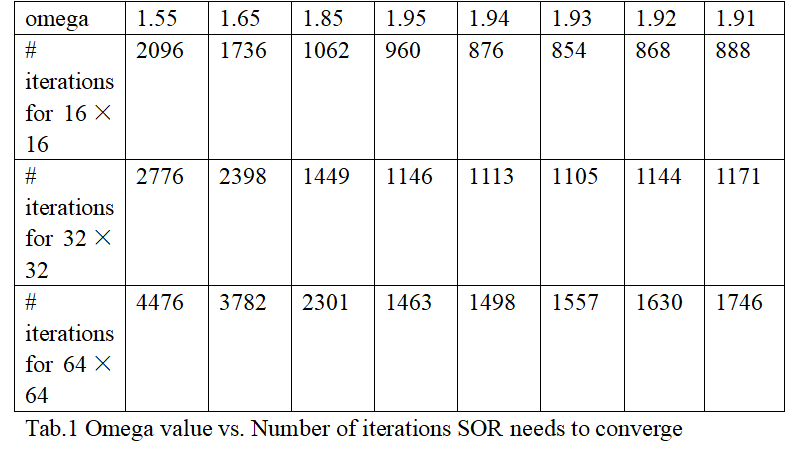 omega 1.55 1.65 1.85 1.95 1.94 1.93 1.92 1.91
# 2096 1736 1062 960 876 854 868 888
iterations
for 16 ×
16
# 2776 2398 1449 1146 1113 1105 1144 1171
iterations
for 32 ×
32
# 4476 3782 2301 1463 1498 1557 1630 1746
iterations
for 64 ×
64
Tab.1 Omega value vs. Number of iterations SOR needs to converge